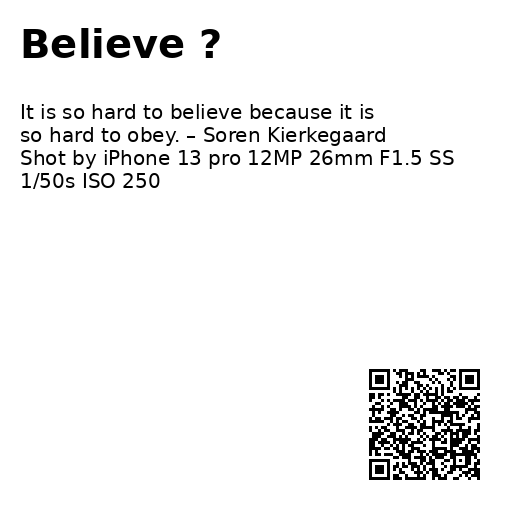 Believe ?
It is so hard to believe because it is
so hard to obey. – Soren Kierkegaard
Shot by iPhone 13 pro 12MP 26mm F1.5 SS
1/50s ISO 250